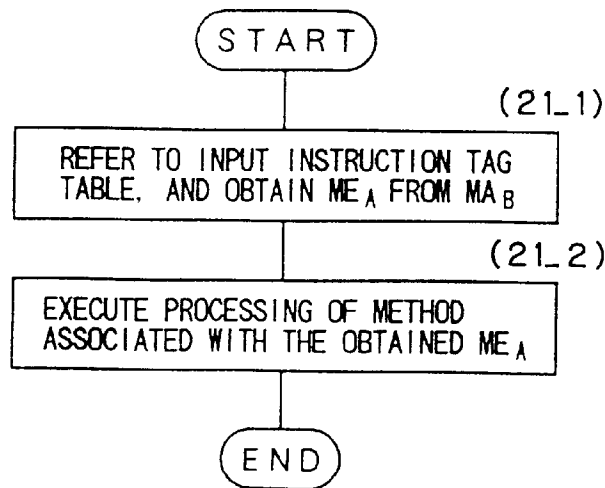 START
(21_1)
REFER TO INPUT INSTRUCTION TAG
TABLE, AND OBTAIN ME_A FROM MA_B
(21_2)
EXECUTE PROCESSING OF METHOD
ASSOCIATED WITH THE OBTAINED ME_A
END